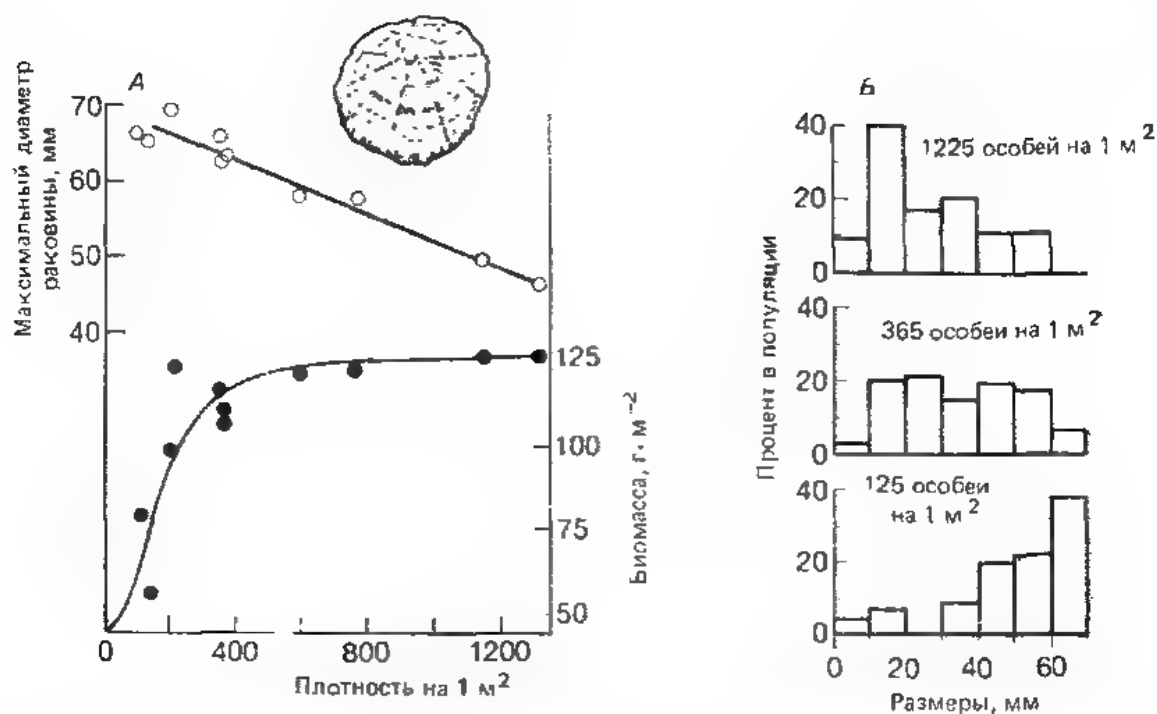 А
Максимальный диаметр
раковины, мм
70
60
50
40
125
100
75
50
Биомасса, г· м⁻²
0
400
800
1200
Плотность на 1 м²
Б
Процент в популяции
40
20
0
1225 особей на 1 м²
40
20
0
365 особеи на 1 м²
40
20
0
125 особеи
на 1 м²
0
20
40
60
Размеры, мм